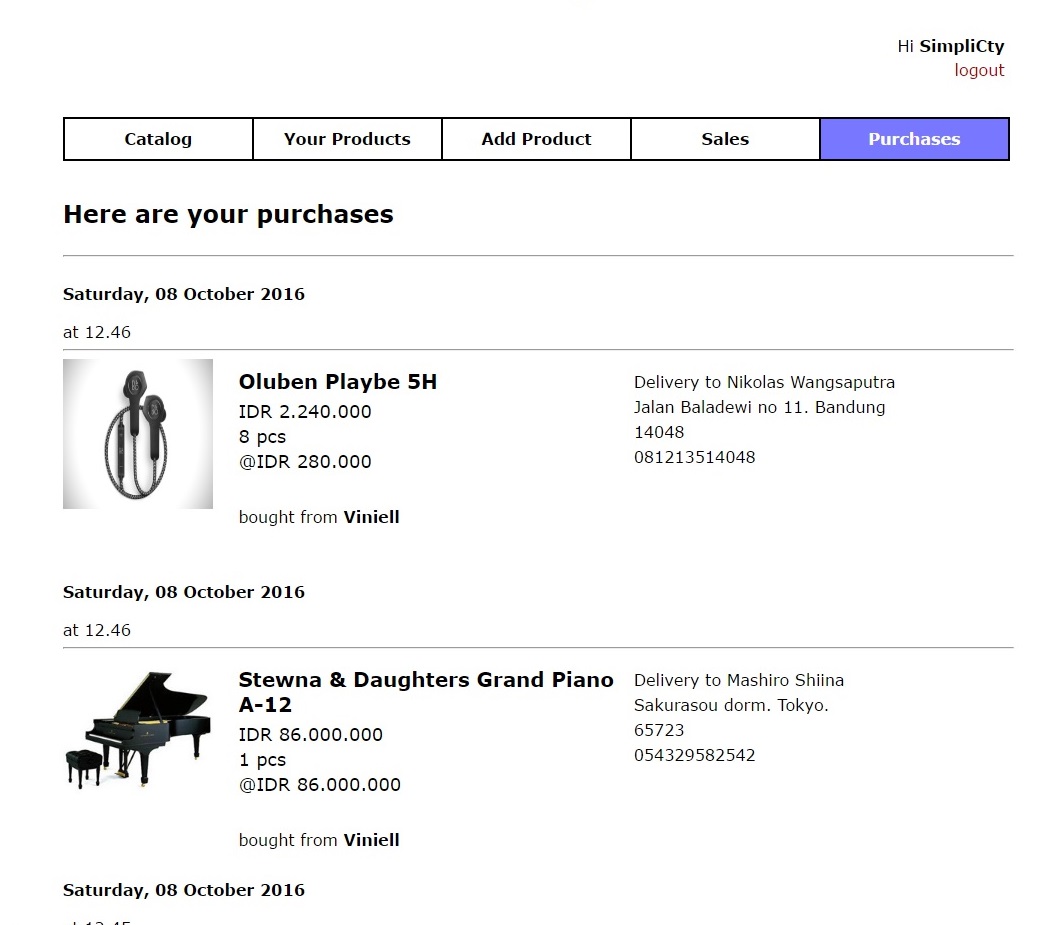 Hi SimpliCty
logout
Catalog
Your Products
Add Product
Sales
Purchases
Here are your purchases
Saturday, 08 October 2016
at 12.46
Oluben Playbe 5H
IDR 2.240.000
8 pcs
@IDR 280.000
bought from Viniell
Delivery to Nikolas Wangsaputra
Jalan Baladewi no 11. Bandung
14048
081213514048
Saturday, 08 October 2016
at 12.46
Stewna & Daughters Grand Piano
A-12
IDR 86.000.000
1 pcs
@IDR 86.000.000
bought from Viniell
Delivery to Mashiro Shiina
Sakurasou dorm. Tokyo.
65723
054329582542
Saturday, 08 October 2016